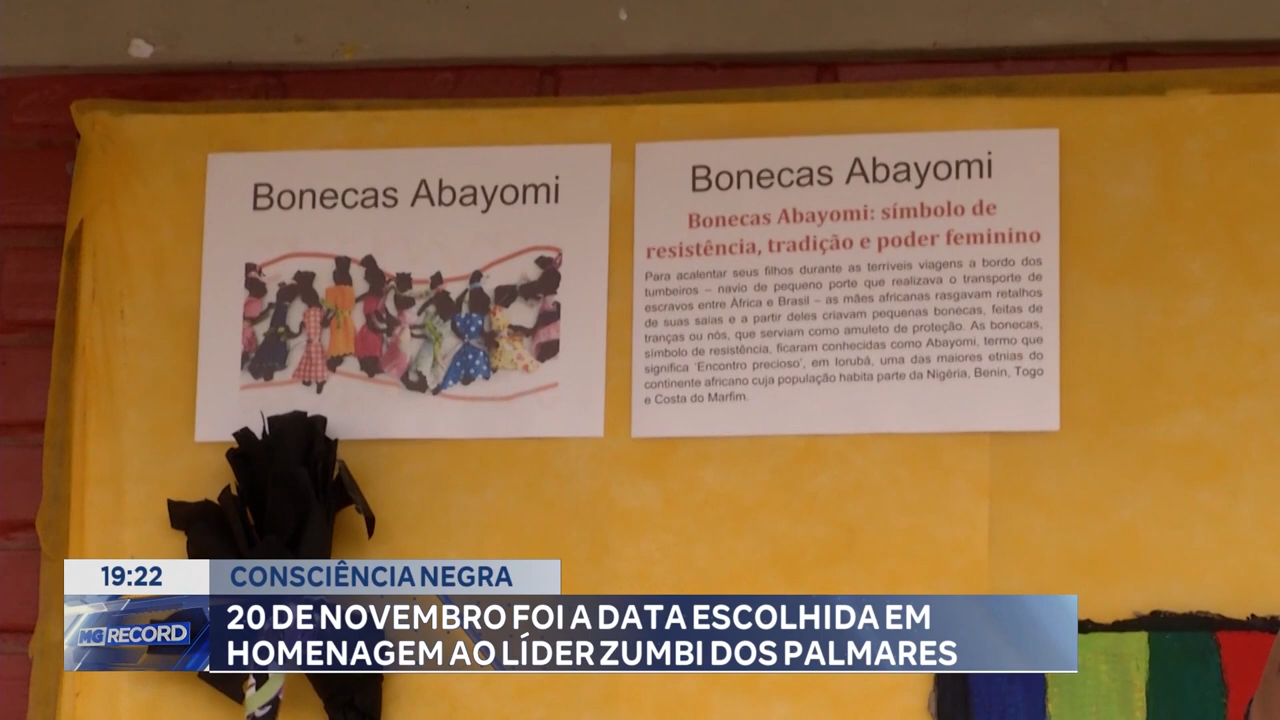 Bonecas Abayomi
Bonecas Abayomi
Bonecas Abayomi: símbolo de
resistência, tradição e poder feminino
Para acalentar seus filhos durante as terríveis viagens a bordo dos
tumbeiros – navio de pequeno porte que realizava o transporte de
escravos entre África e Brasil – as mães africanas rasgavam retalhos
de suas saias e a partir deles criavam pequenas bonecas, feitas de
tranças ou nós, que serviam como amuleto de proteção. As bonecas,
símbolo de resistência, ficaram conhecidas como Abayomi, termo que
significa ‘Encontro precioso’, em Iorubá, uma das maiores etnias do
continente africano cuja população habita parte da Nigéria, Benin, Togo
e Costa do Marfim.
19:22
CONSCIÊNCIA NEGRA
MG RECORD
20 DE NOVEMBRO FOI A DATA ESCOLHIDA EM
HOMENAGEM AO LÍDER ZUMBI DOS PALMARES